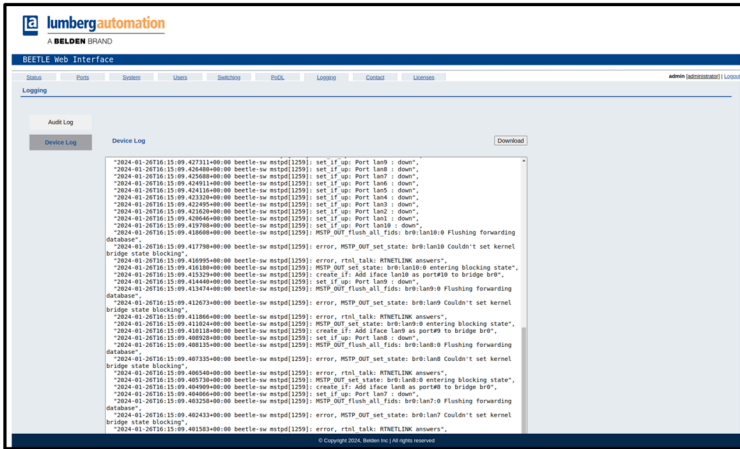 a lumbergautomation
A BELDEN BRAND
BEETLE Web Interface
Status Ports System Users Switching PoDL Logging Contact Licenses admin [administrator] | Logout
Logging
Audit Log
Device Log
Device Log Download
"2024-01-26T16:15:09.427311+00:00 beetle-sw mstpd[1259]: set_if_up: Port lan9 : down",
"2024-01-26T16:15:09.426480+00:00 beetle-sw mstpd[1259]: set_if_up: Port lan8 : down",
"2024-01-26T16:15:09.425688+00:00 beetle-sw mstpd[1259]: set_if_up: Port lan7 : down",
"2024-01-26T16:15:09.424911+00:00 beetle-sw mstpd[1259]: set_if_up: Port lan6 : down",
"2024-01-26T16:15:09.424116+00:00 beetle-sw mstpd[1259]: set_if_up: Port lan5 : down",
"2024-01-26T16:15:09.423320+00:00 beetle-sw mstpd[1259]: set_if_up: Port lan4 : down",
"2024-01-26T16:15:09.422495+00:00 beetle-sw mstpd[1259]: set_if_up: Port lan3 : down",
"2024-01-26T16:15:09.421620+00:00 beetle-sw mstpd[1259]: set_if_up: Port lan2 : down",
"2024-01-26T16:15:09.420646+00:00 beetle-sw mstpd[1259]: set_if_up: Port lan1 : down",
"2024-01-26T16:15:09.419708+00:00 beetle-sw mstpd[1259]: set_if_up: Port lan10 : down",
"2024-01-26T16:15:09.418608+00:00 beetle-sw mstpd[1259]: MSTP_OUT_flush_all_fids: br0:lan10:0 Flushing forwarding
database",
"2024-01-26T16:15:09.417798+00:00 beetle-sw mstpd[1259]: error, MSTP_OUT_set_state: br0:lan10 Couldn't set kernel
bridge state blocking",
"2024-01-26T16:15:09.416995+00:00 beetle-sw mstpd[1259]: error, rtnl_talk: RTNETLINK answers",
"2024-01-26T16:15:09.416180+00:00 beetle-sw mstpd[1259]: MSTP_OUT_set_state: br0:lan10:0 entering blocking state",
"2024-01-26T16:15:09.415329+00:00 beetle-sw mstpd[1259]: create_if: Add iface lan10 as port#10 to bridge br0",
"2024-01-26T16:15:09.414440+00:00 beetle-sw mstpd[1259]: set_if_up: Port lan9 : down",
"2024-01-26T16:15:09.413474+00:00 beetle-sw mstpd[1259]: MSTP_OUT_flush_all_fids: br0:lan9:0 Flushing forwarding
database",
"2024-01-26T16:15:09.412673+00:00 beetle-sw mstpd[1259]: error, MSTP_OUT_set_state: br0:lan9 Couldn't set kernel
bridge state blocking",
"2024-01-26T16:15:09.411866+00:00 beetle-sw mstpd[1259]: error, rtnl_talk: RTNETLINK answers",
"2024-01-26T16:15:09.411024+00:00 beetle-sw mstpd[1259]: MSTP_OUT_set_state: br0:lan9:0 entering blocking state",
"2024-01-26T16:15:09.410118+00:00 beetle-sw mstpd[1259]: create_if: Add iface lan9 as port#9 to bridge br0",
"2024-01-26T16:15:09.408928+00:00 beetle-sw mstpd[1259]: set_if_up: Port lan8 : down",
"2024-01-26T16:15:09.408135+00:00 beetle-sw mstpd[1259]: MSTP_OUT_flush_all_fids: br0:lan8:0 Flushing forwarding
database",
"2024-01-26T16:15:09.407335+00:00 beetle-sw mstpd[1259]: error, MSTP_OUT_set_state: br0:lan8 Couldn't set kernel
bridge state blocking",
"2024-01-26T16:15:09.406540+00:00 beetle-sw mstpd[1259]: error, rtnl_talk: RTNETLINK answers",
"2024-01-26T16:15:09.405730+00:00 beetle-sw mstpd[1259]: MSTP_OUT_set_state: br0:lan8:0 entering blocking state",
"2024-01-26T16:15:09.404909+00:00 beetle-sw mstpd[1259]: create_if: Add iface lan8 as port#8 to bridge br0",
"2024-01-26T16:15:09.404066+00:00 beetle-sw mstpd[1259]: set_if_up: Port lan7 : down",
"2024-01-26T16:15:09.403258+00:00 beetle-sw mstpd[1259]: MSTP_OUT_flush_all_fids: br0:lan7:0 Flushing forwarding
database",
"2024-01-26T16:15:09.402433+00:00 beetle-sw mstpd[1259]: error, MSTP_OUT_set_state: br0:lan7 Couldn't set kernel
bridge state blocking",
"2024-01-26T16:15:09.401583+00:00 beetle-sw mstpd[1259]: error, rtnl_talk: RTNETLINK answers",
© Copyright 2024, Belden Inc | All rights reserved